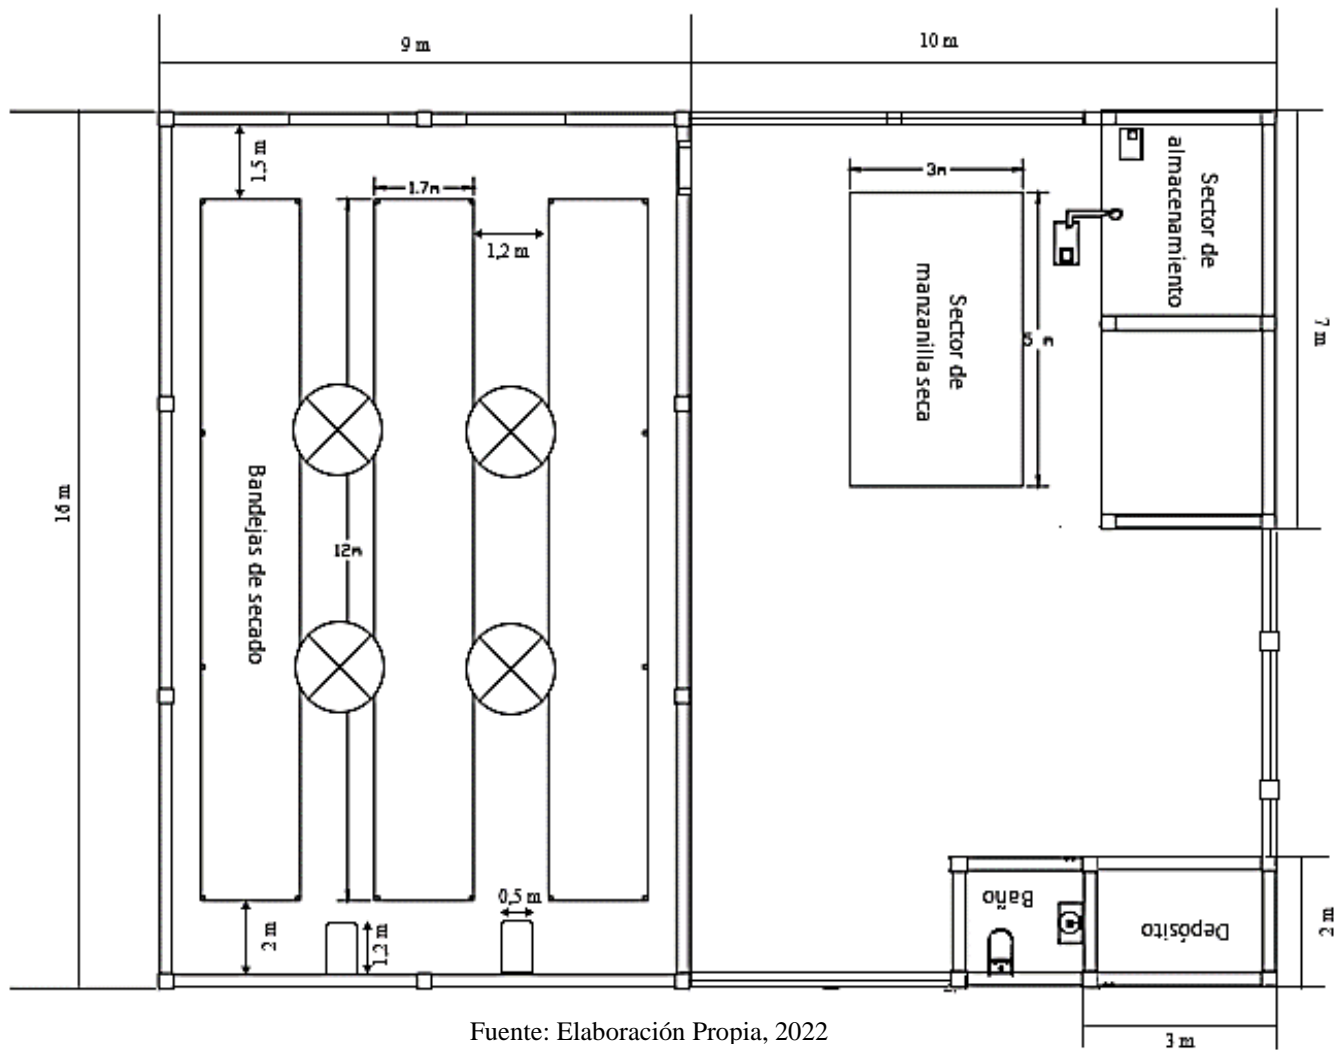 9 m
10 m
1,5 m
1.7m
3m
1,2 m
Sector de
almacenamiento
Sector de
manzanilla seca
5 m
7 m
16 m
Bandejas de secado
12m
0,5 m
2 m
1,2 m
Baño
Depósito
2 m
3 m
Fuente: Elaboración Propia, 2022